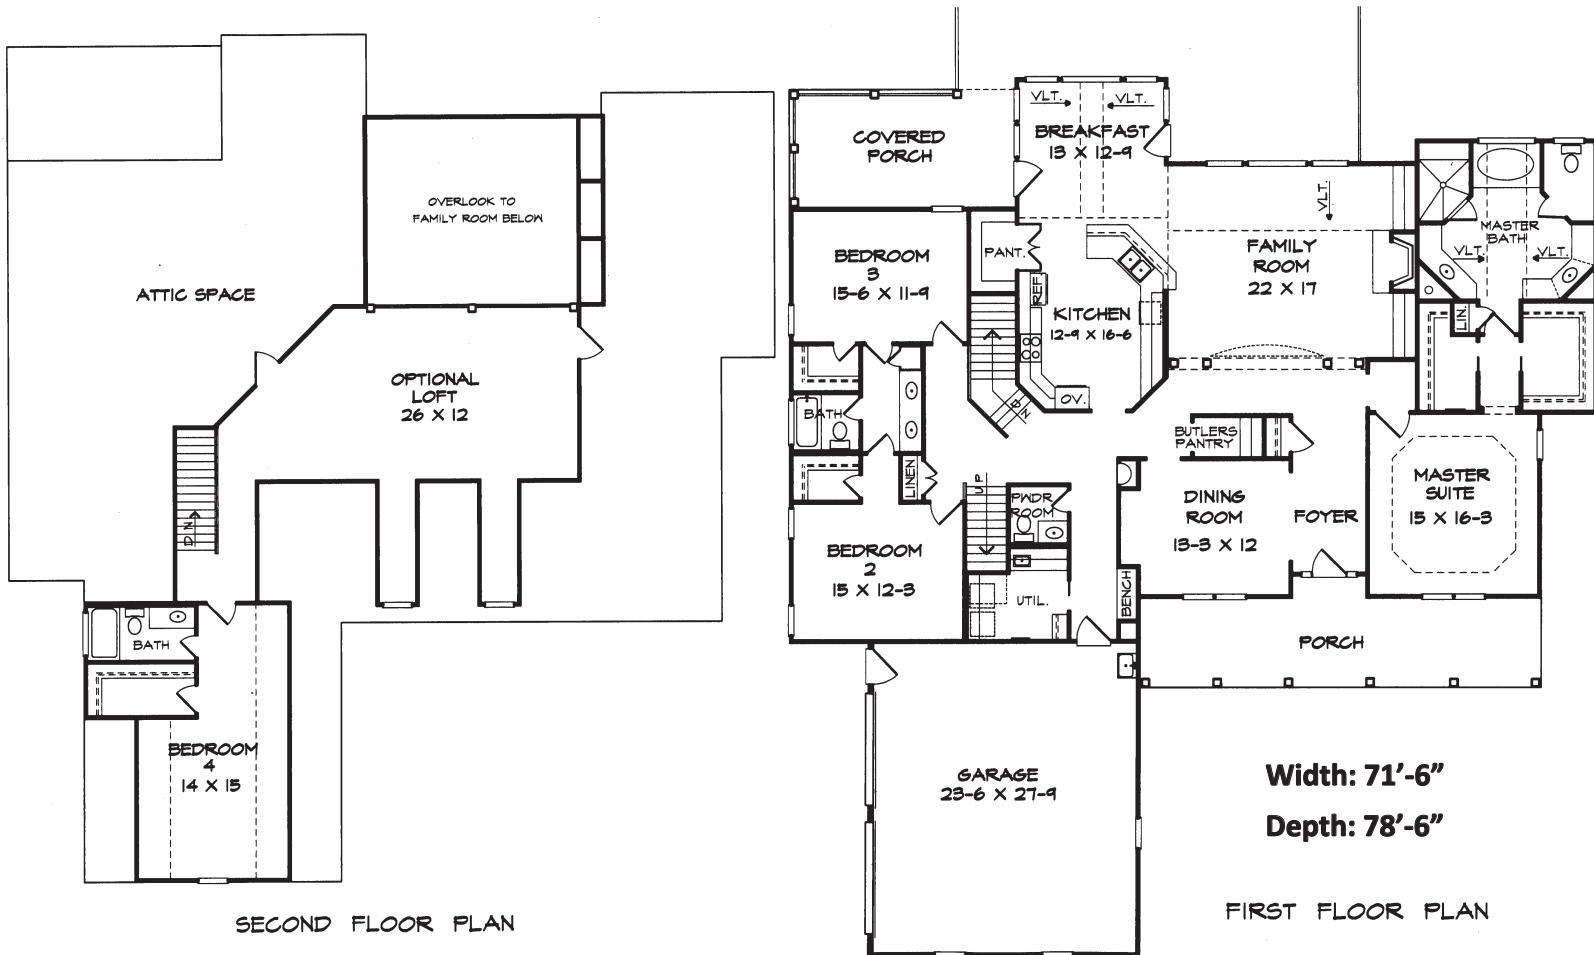 OVERLOOK TO
FAMILY ROOM BELOW
ATTIC SPACE
OPTIONAL
LOFT
26 X 12
DN
BATH
BEDROOM
4
14 X 15
SECOND FLOOR PLAN
COVERED
PORCH
VLT.
VLT.
BREAKFAST
13 X 12-9
BEDROOM
3
15-6 X 11-9
PANT.
REF.
KITCHEN
12-9 X 16-6
OV.
DN
VLT.
FAMILY
ROOM
22 X 17
MASTER
BATH
VLT.
VLT.
LIN.
BATH
LINEN
BUTLERS
PANTRY
MASTER
SUITE
15 X 16-3
DINING
ROOM
13-3 X 12
FOYER
UP
PWDR
ROOM
BEDROOM
2
15 X 12-3
UTIL.
BENCH
PORCH
GARAGE
23-6 X 27-9
Width: 71'-6”
Depth: 78'-6”
FIRST FLOOR PLAN